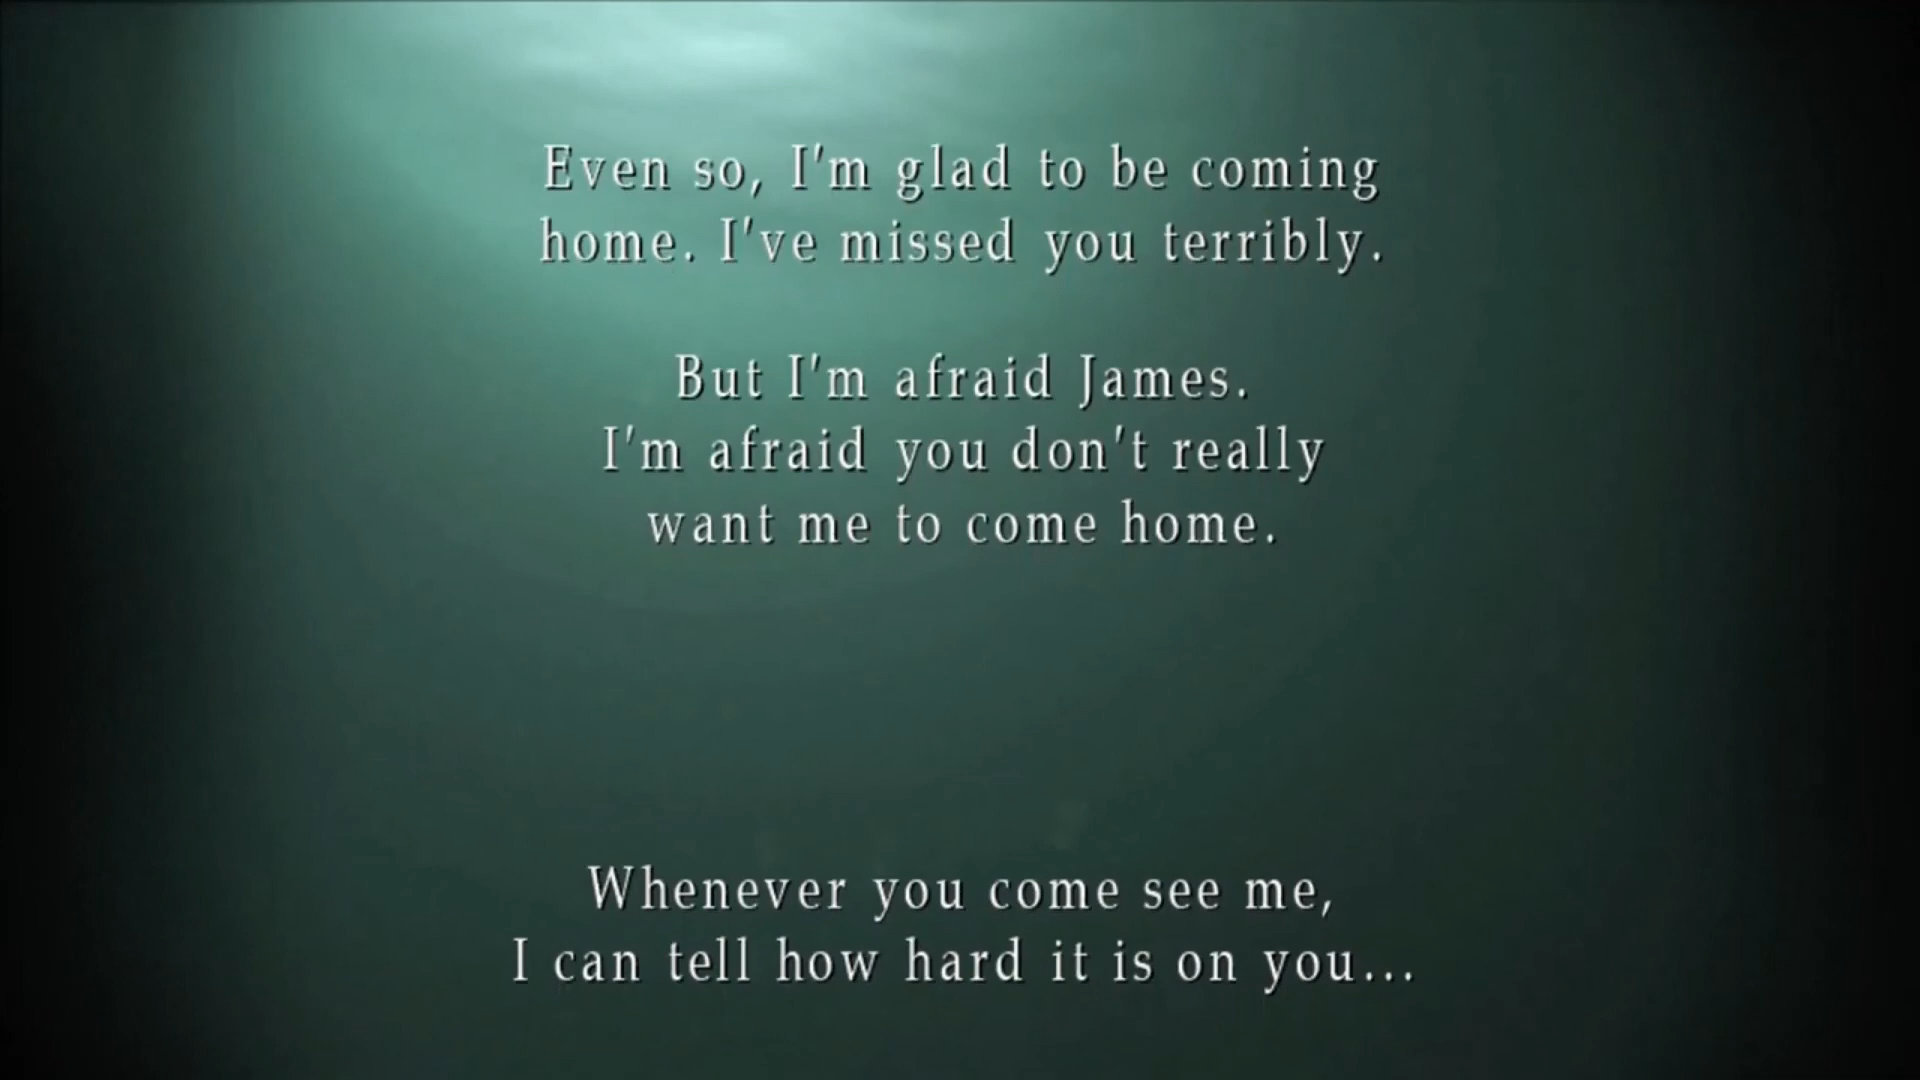 Even so, I'm glad to be coming
home. I've missed you terribly.
But I'm afraid James.
I'm afraid you don't really
want me to come home.
Whenever you come see me,
I can tell how hard it is on you...